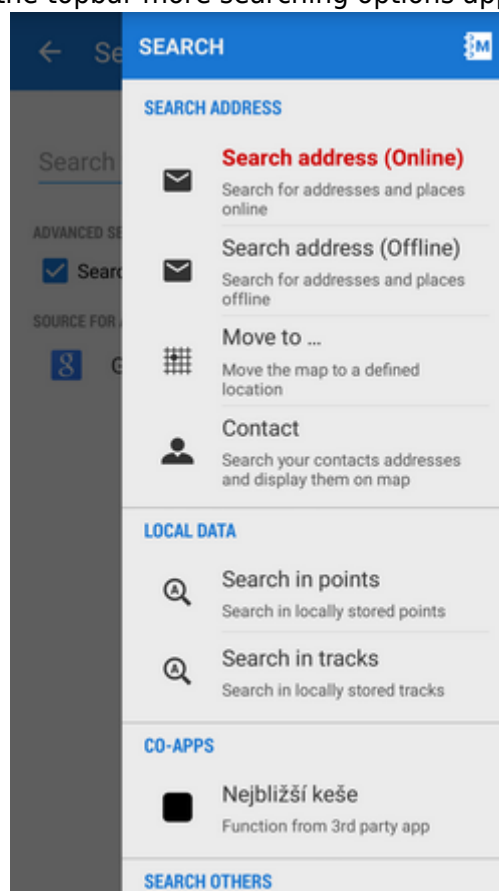 the topbar more searching options app
Se
SEARCH
M
SEARCH ADDRESS
Search
Search address (Online)
Search for addresses and places
online
ADVANCED SE
Searc
Search address (Offline)
Search for addresses and places
offline
SOURCE FOR
8 G
Move to ...
Move the map to a defined
location
Contact
Search your contacts addresses
and display them on map
LOCAL DATA
A
Search in points
Search in locally stored points
A
Search in tracks
Search in locally stored tracks
CO-APPS
Nejbližší keše
Function from 3rd party app
SEARCH OTHERS